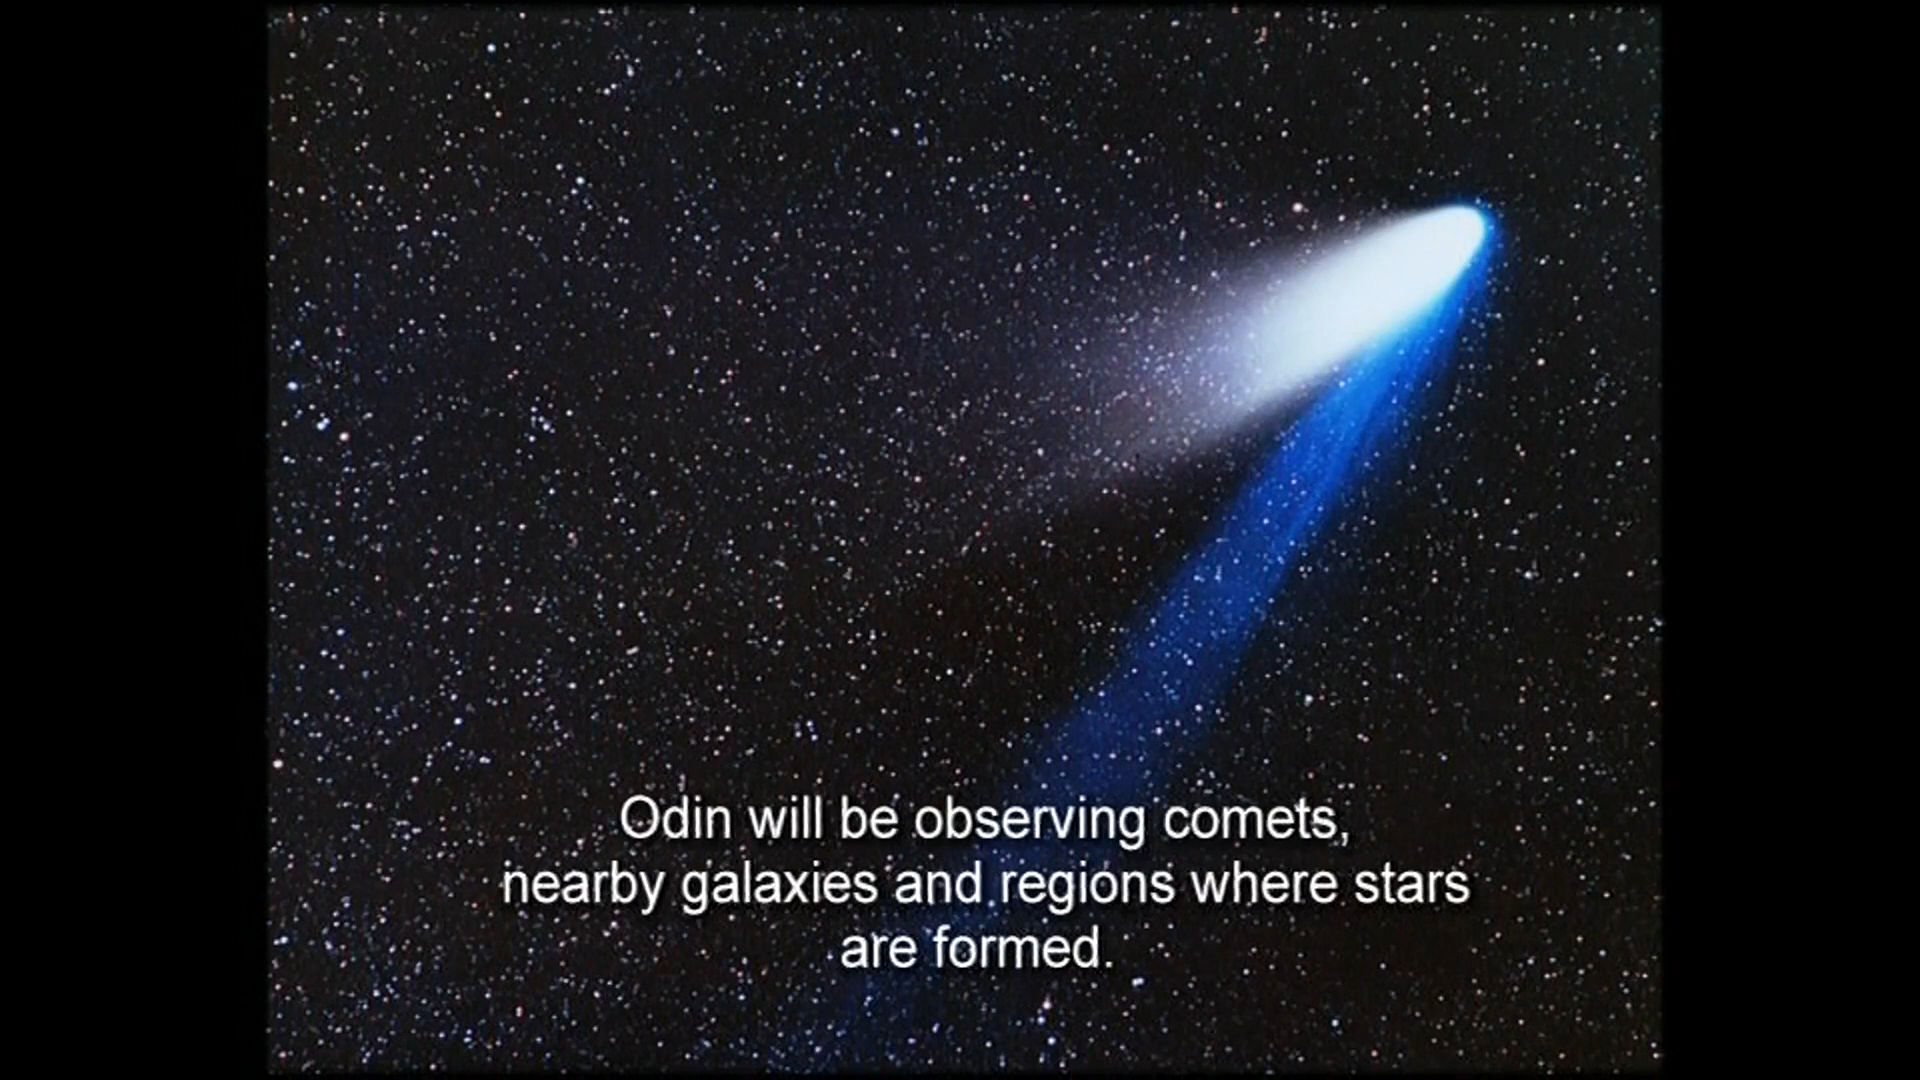 Odin will be observing comets,
nearby galaxies and regions where stars
are formed.